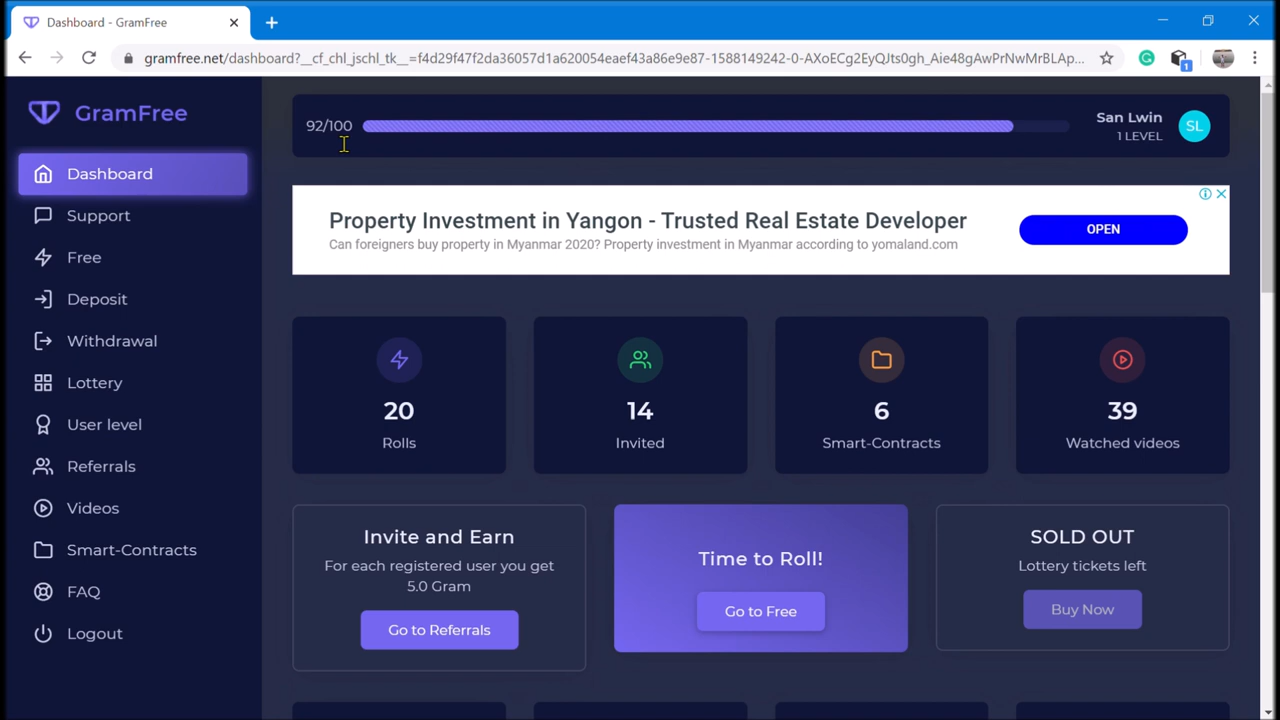 Dashboard - GramFree
gramfree.net/dashboard?__cf_chl_jschl_tk__=f4d29f47f2da36057d1a620054eaef43a86e9e87-1588149242-0-AXoECg2EyQJts0gh_Aie48gAwPrNwMrBLAp...
1
GramFree
Dashboard
Support
Free
Deposit
Withdrawal
Lottery
User level
Referrals
Videos
Smart-Contracts
FAQ
Logout
92/100
San Lwin
1 LEVEL
SL
Property Investment in Yangon - Trusted Real Estate Developer
Can foreigners buy property in Myanmar 2020? Property investment in Myanmar according to yomaland.com
OPEN
20
Rolls
14
Invited
6
Smart-Contracts
39
Watched videos
Invite and Earn
For each registered user you get
5.0 Gram
Go to Referrals
Time to Roll!
Go to Free
SOLD OUT
Lottery tickets left
Buy Now